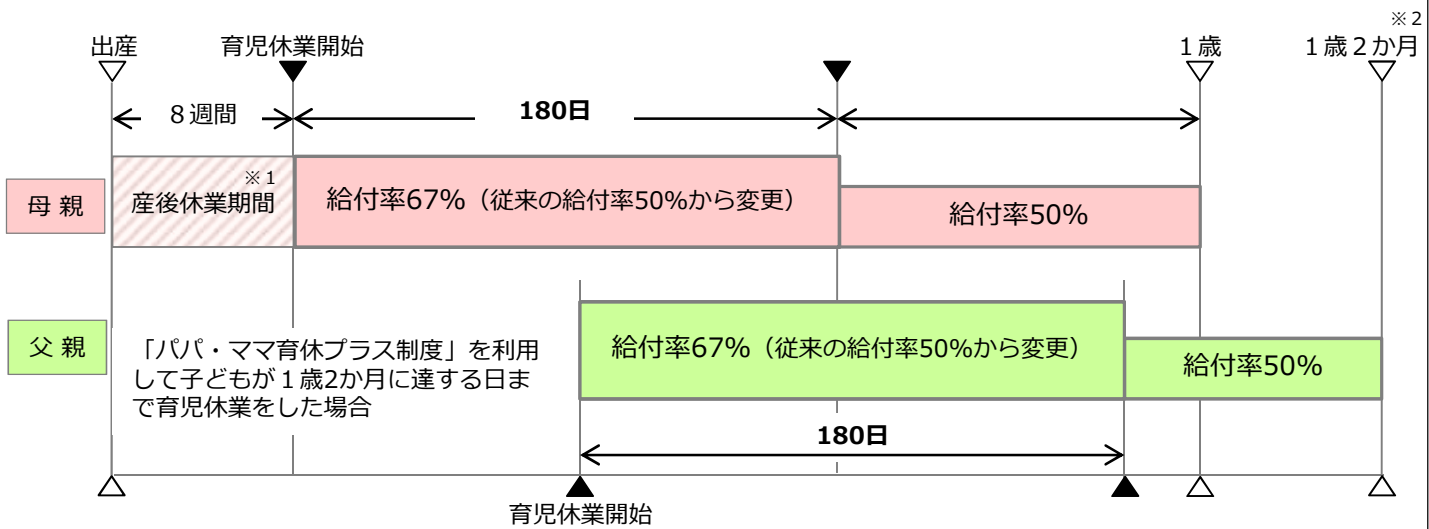 ※２
出産
育児休業開始
１歳
１歳２か月
８週間
180日
母 親
※１
産後休業期間
給付率67%（従来の給付率50%から変更）
給付率50%
父 親
「パパ・ママ育休プラス制度」を利用
して子どもが１歳2か月に達する日ま
で育児休業をした場合
給付率67%（従来の給付率50%から変更）
給付率50%
180日
育児休業開始